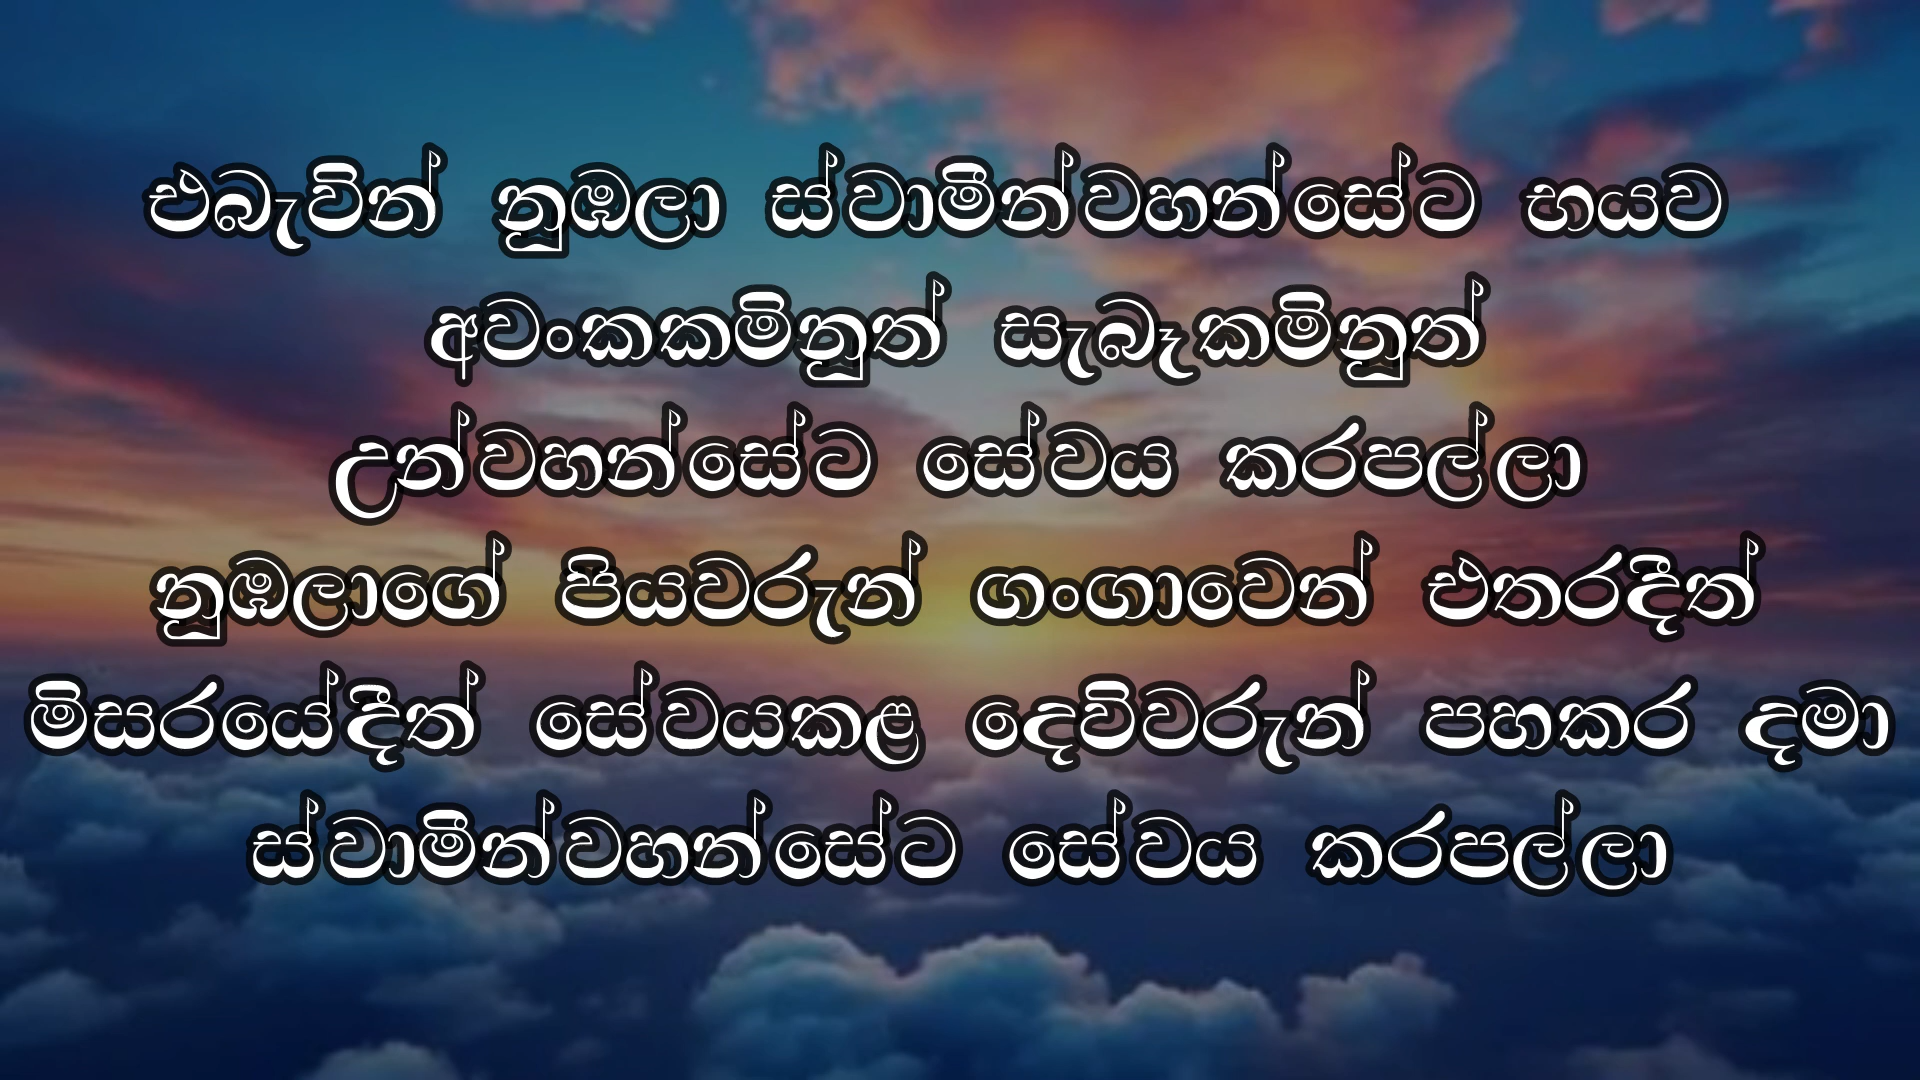 එබැවින් නුඹලා ස්වාමීන්වහන්සේට භයව
අවංකකමිනුත් සැබෑකමිනුත්
උන්වහන්සේට සේවය කරපල්ලා
නුඹලාගේ පියවරුන් ගංගාවෙන් එතරදීත්
මිසරයේදීත් සේවයකළ දෙවිවරුන් පහකර දමා
ස්වාමීන්වහන්සේට සේවය කරපල්ලා